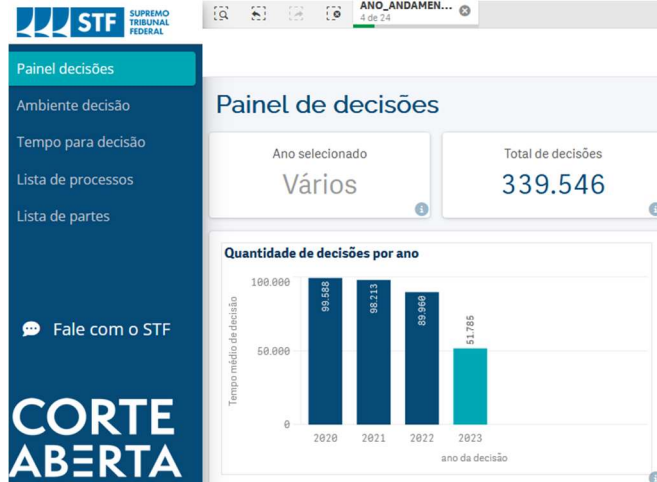 STF
SUPREMO
TRIBUNAL
FEDERAL
ANO_ANDAMEN...
4 de 24
Painel decisões
Ambiente decisão
Tempo para decisão
Lista de processos
Lista de partes
Fale com o STF
CORTE
ABERTA
Painel de decisões
Ano selecionado
Vários
Total de decisões
339.546
Quantidade de decisões por ano
Tempo médio de decisão
100.000
50.000
0
99.588
98.213
89.960
51.785
2020 2021 2022 2023
ano da decisão